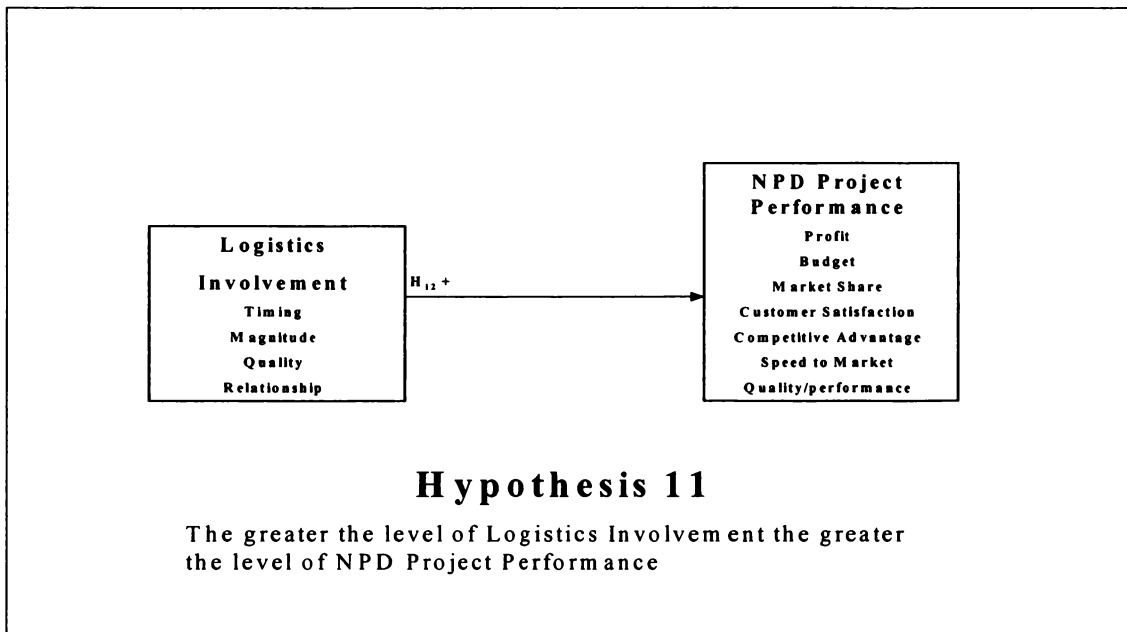 Logistics
Involvement
Timing
Magnitude
Quality
Relationship
H₁₂ +
NPD Project
Performance
Profit
Budget
Market Share
Customer Satisfaction
Competitive Advantage
Speed to Market
Quality/performance
Hypothesis 11
The greater the level of Logistics Involvement the greater
the level of NPD Project Performance